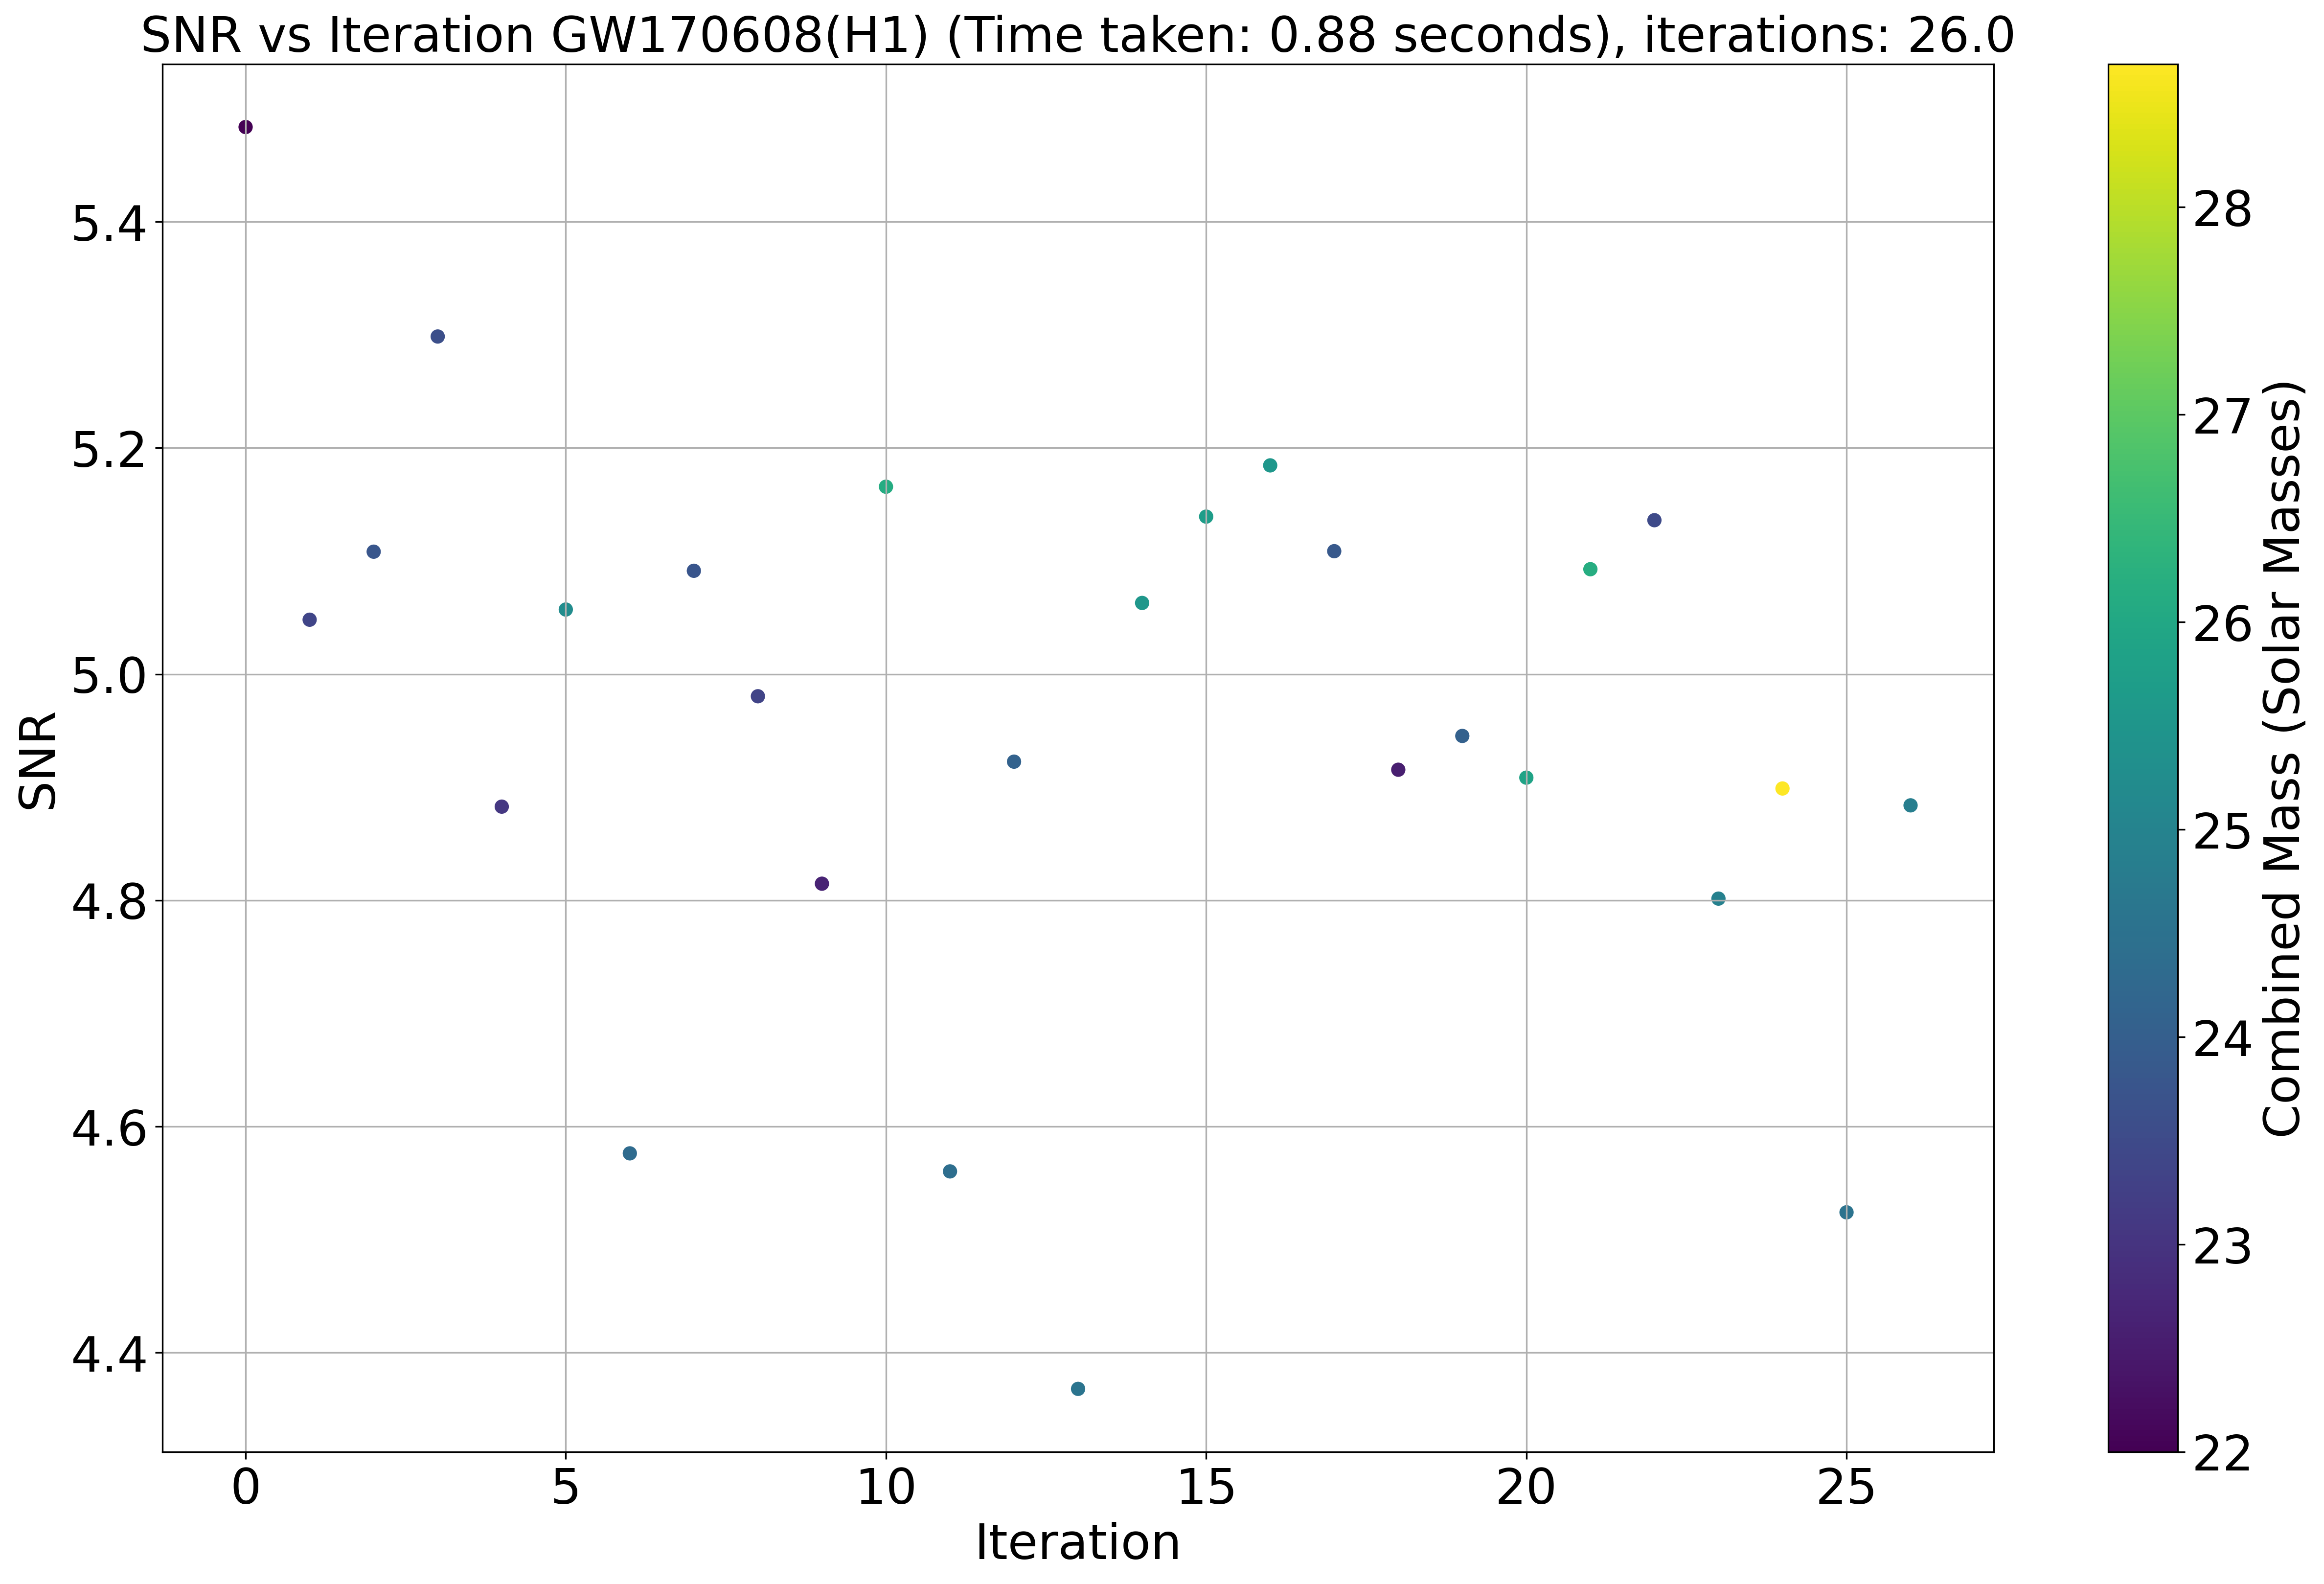 SNR vs Iteration GW170608(H1) (Time taken: 0.88 seconds), iterations: 26.0
SNR
5.4
5.2
5.0
4.8
4.6
4.4
0 5 10 15 20 25
Iteration
28
27
26
25
24
23
22
Combined Mass (Solar Masses)